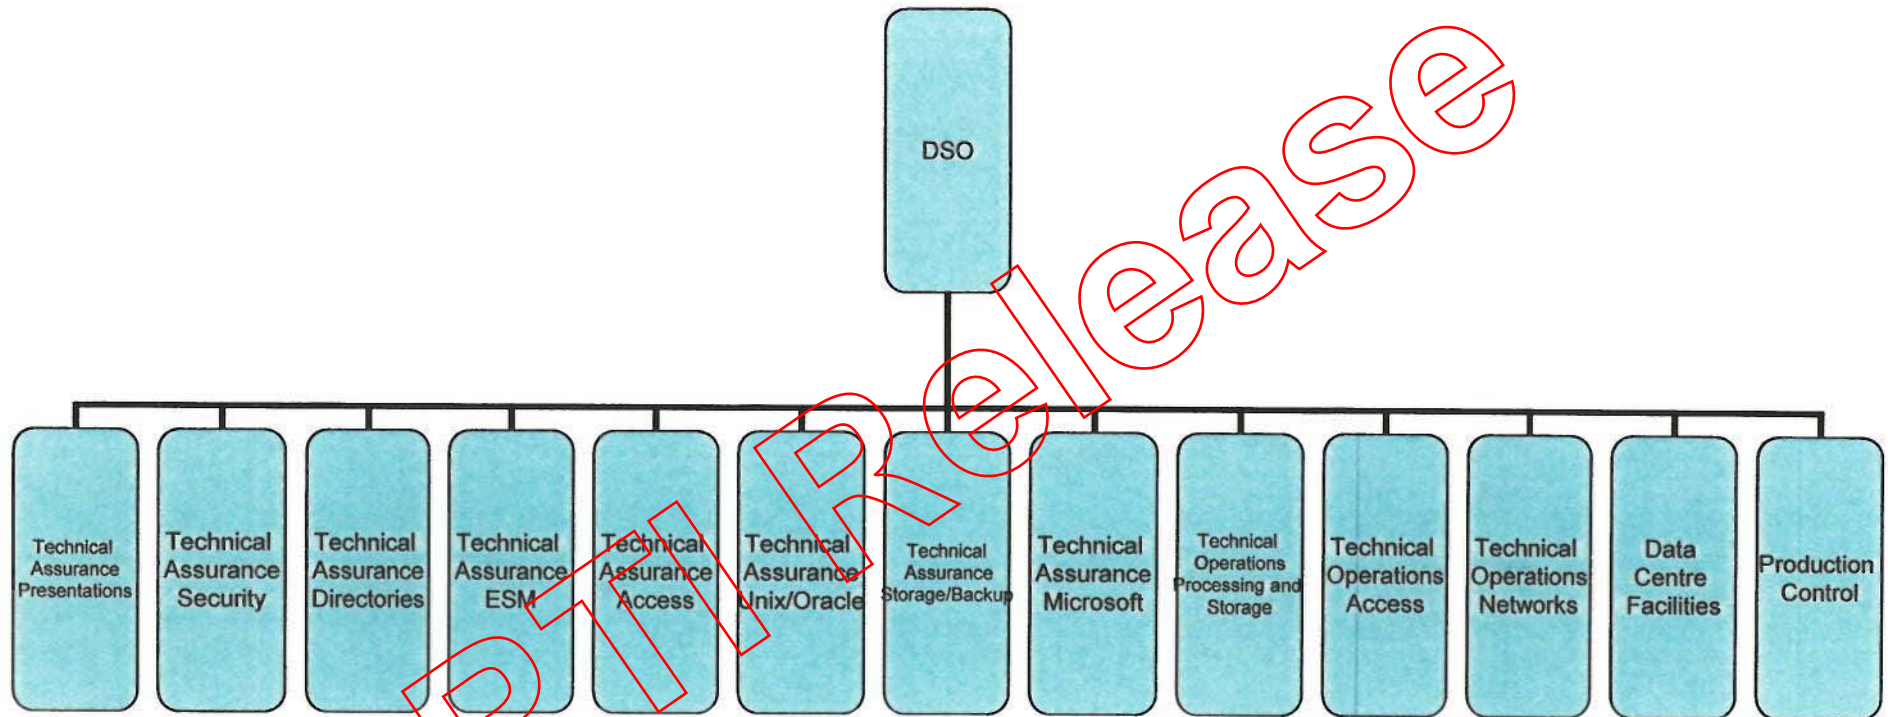 DSO
Technical
Assurance
Presentations
Technical
Assurance
Security
Technical
Assurance
Directories
Technical
Assurance
ESM
Technical
Assurance
Access
Technical
Assurance
Unix/Oracle
Technical
Assurance
Storage/Backup
Technical
Assurance
Microsoft
Technical
Operations
Processing and
Storage
Technical
Operations
Access
Technical
Operations
Networks
Data
Centre
Facilities
Production
Control
RTI Release